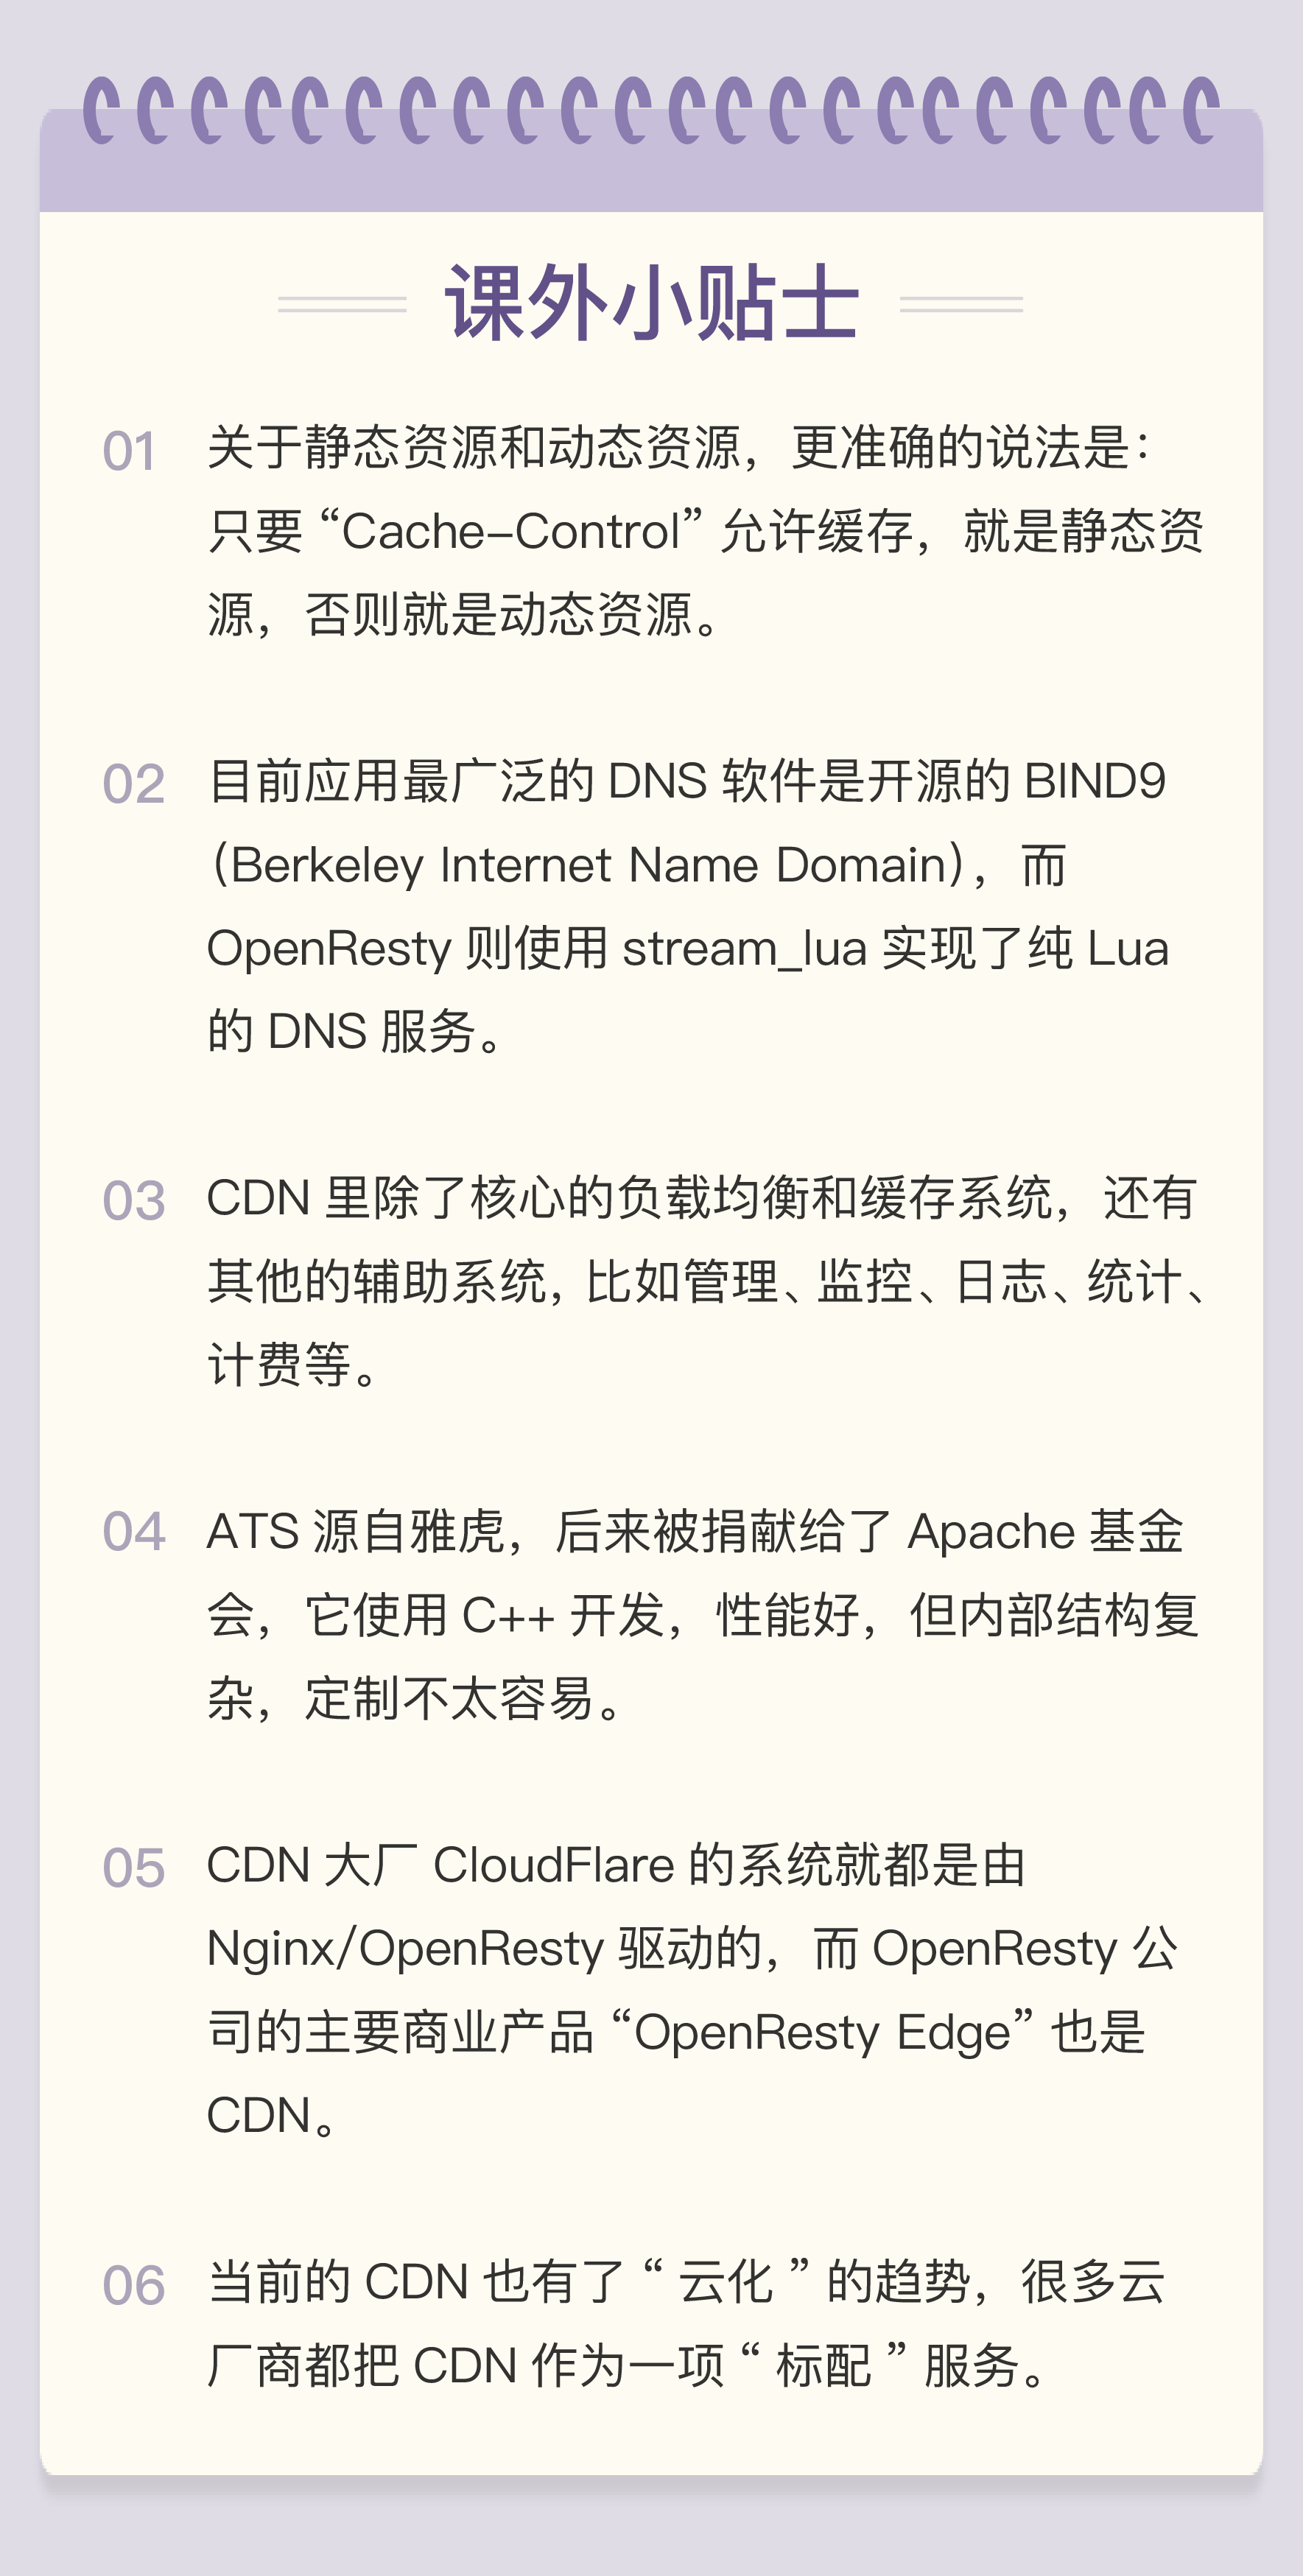 课外小贴士
01 关于静态资源和动态资源，更准确的说法是：
只要“Cache-Control”允许缓存，就是静态资
源，否则就是动态资源。
02 目前应用最广泛的 DNS 软件是开源的 BIND9
（Berkeley Internet Name Domain），而
OpenResty 则使用 stream_lua 实现了纯 Lua
的 DNS 服务。
03 CDN 里除了核心的负载均衡和缓存系统，还有
其他的辅助系统，比如管理、监控、日志、统计、
计费等。
04 ATS 源自雅虎，后来被捐献给了 Apache 基金
会，它使用 C++ 开发，性能好，但内部结构复
杂，定制不太容易。
05 CDN 大厂 CloudFlare 的系统就都是由
Nginx/OpenResty 驱动的，而 OpenResty 公
司的主要商业产品“OpenResty Edge”也是
CDN。
06 当前的 CDN 也有了“云化”的趋势，很多云
厂商都把 CDN 作为一项“标配”服务。